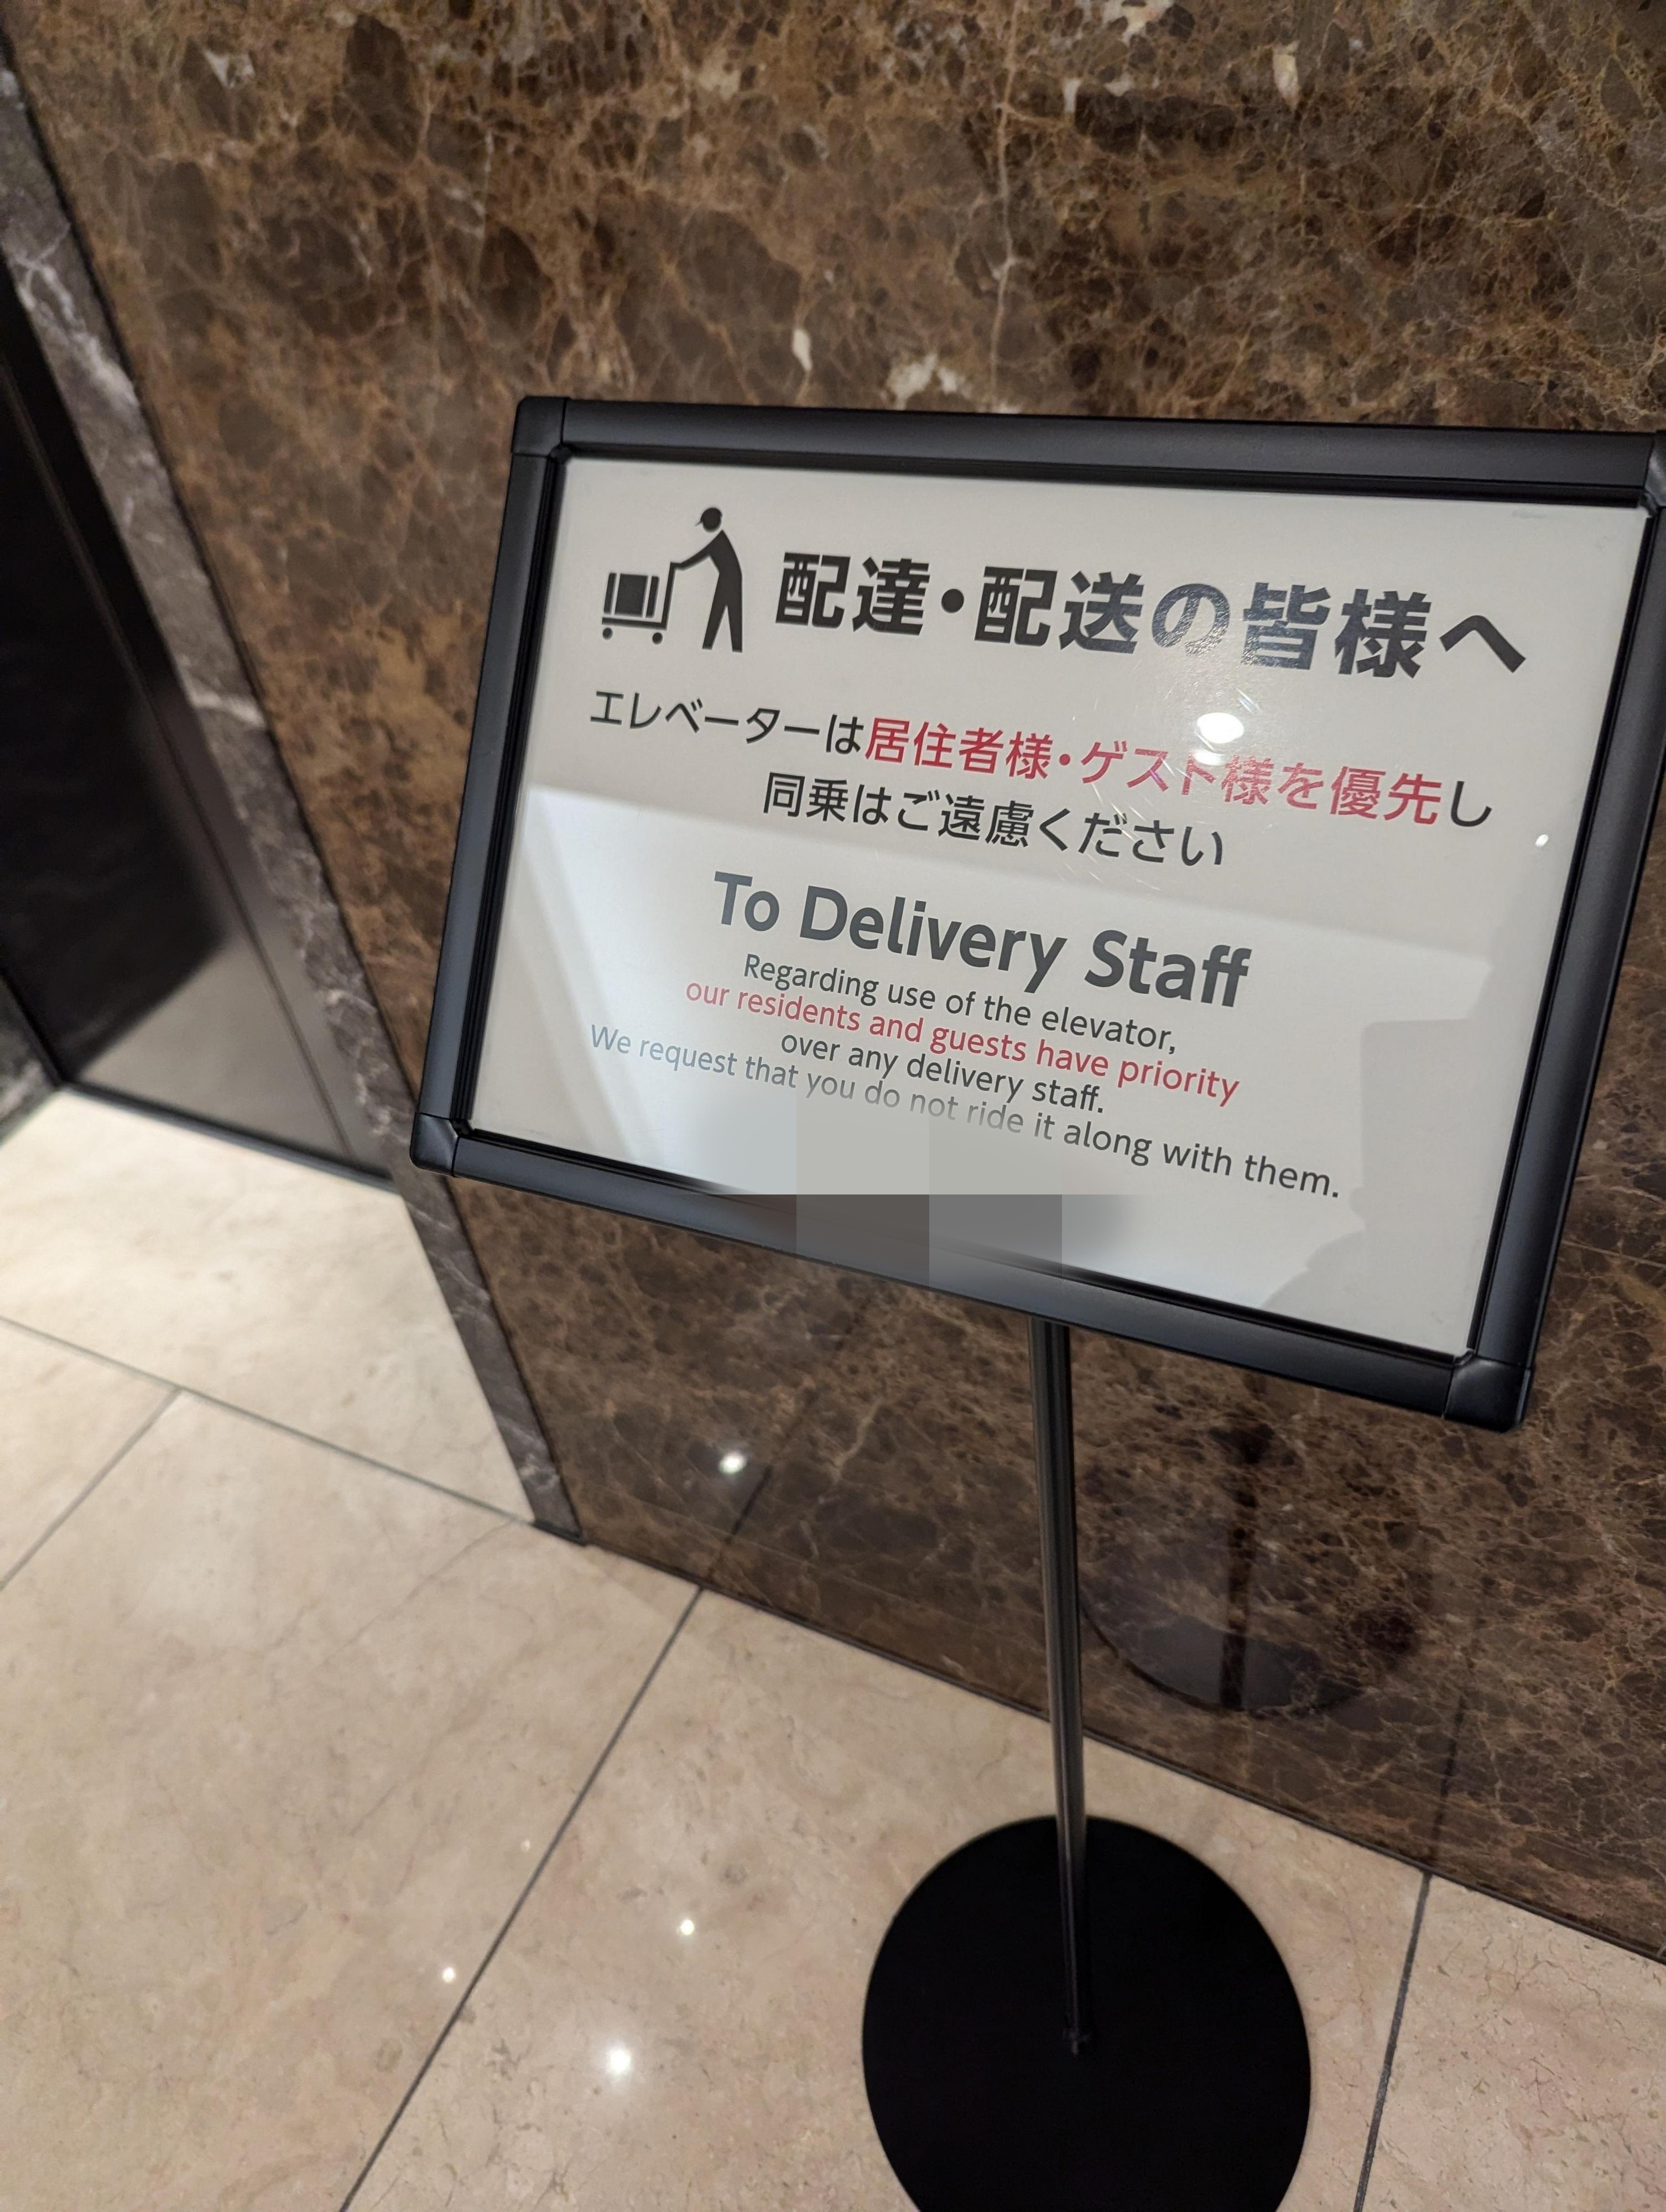 配達・配送の皆様へ
エレベーターは居住者様・ゲスト様を優先し
同乗はご遠慮ください
To Delivery Staff
Regarding use of the elevator,
our residents and guests have priority
over any delivery staff.
We request that you do not ride it along with them.